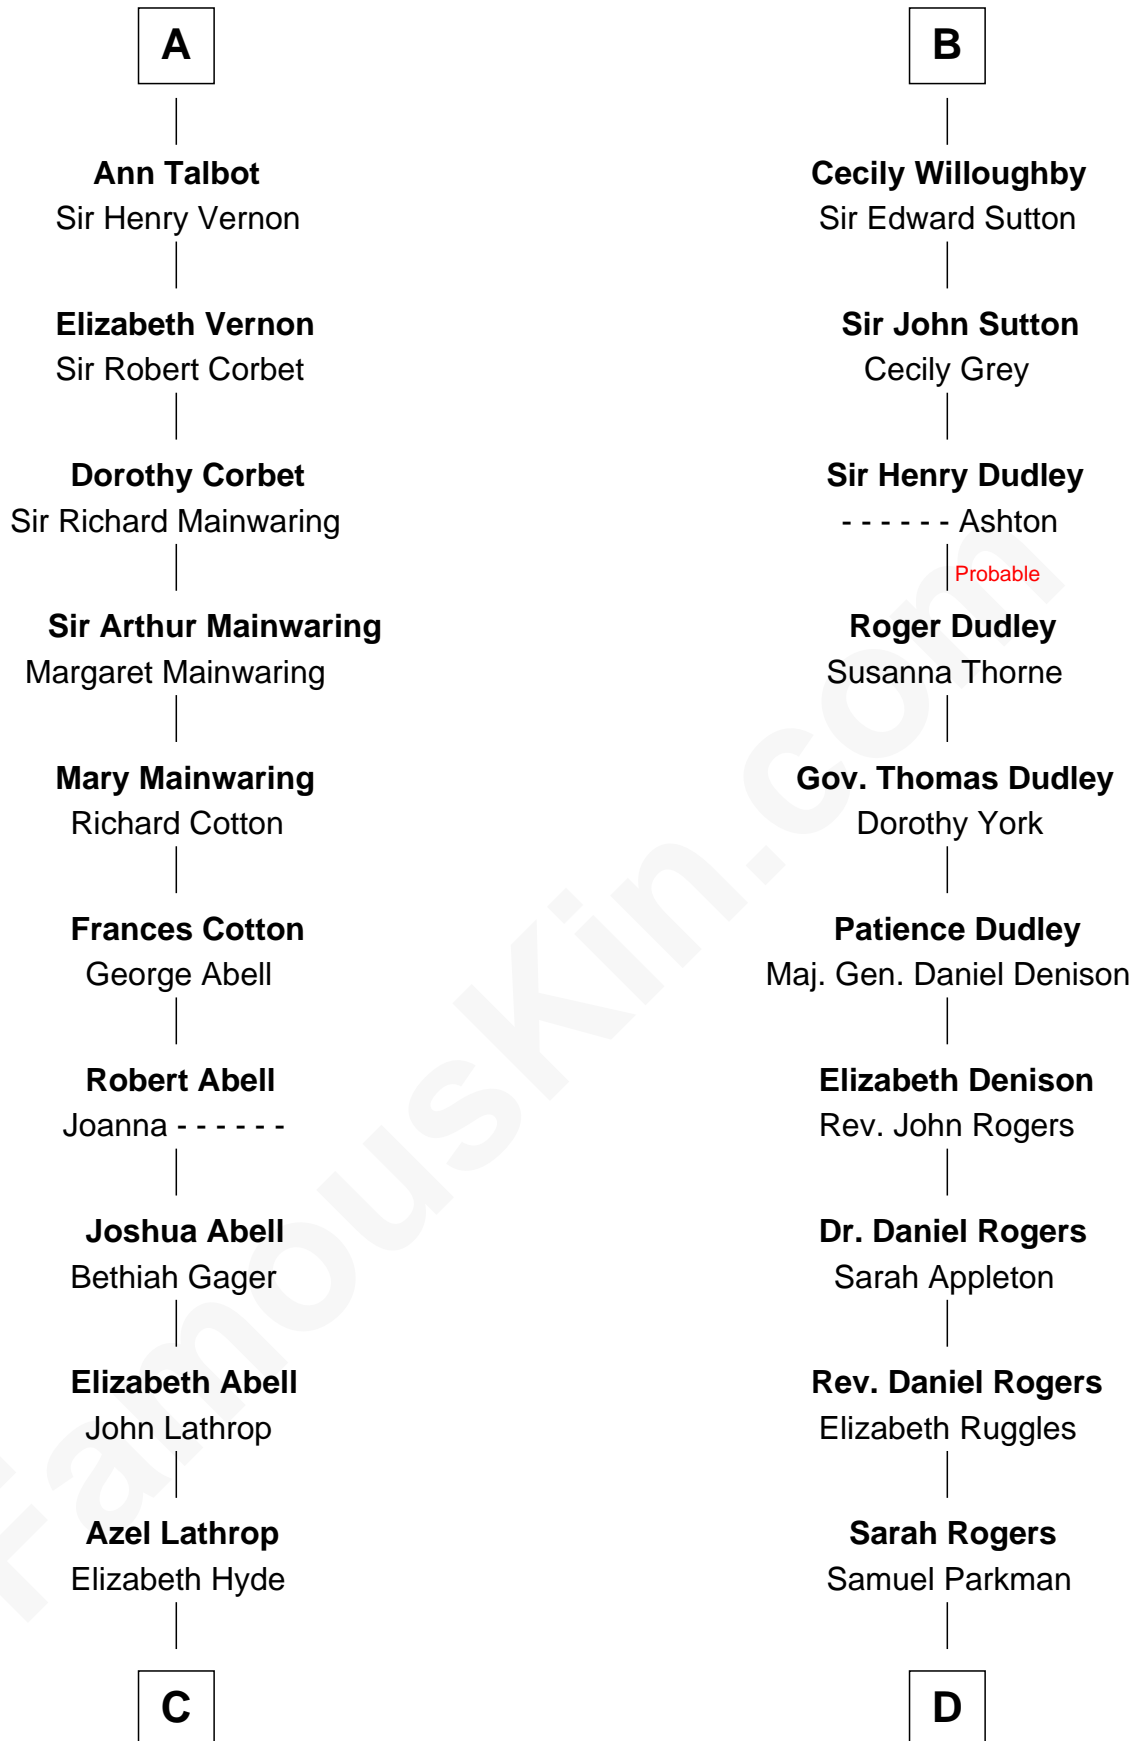 A
Ann Talbot
Sir Henry Vernon
Elizabeth Vernon
Sir Robert Corbet
Dorothy Corbet
Sir Richard Mainwaring
Sir Arthur Mainwaring
Margaret Mainwaring
Mary Mainwaring
Richard Cotton
Frances Cotton
George Abell
Robert Abell
Joanna - - - - - -
Joshua Abell
Bethiah Gager
Elizabeth Abell
John Lathrop
Azel Lathrop
Elizabeth Hyde
C
B
Cecily Willoughby
Sir Edward Sutton
Sir John Sutton
Cecily Grey
Sir Henry Dudley
- - - - - - Ashton
Probable
Roger Dudley
Susanna Thorne
Gov. Thomas Dudley
Dorothy York
Patience Dudley
Maj. Gen. Daniel Denison
Elizabeth Denison
Rev. John Rogers
Dr. Daniel Rogers
Sarah Appleton
Rev. Daniel Rogers
Elizabeth Ruggles
Sarah Rogers
Samuel Parkman
D
FamousKin.com